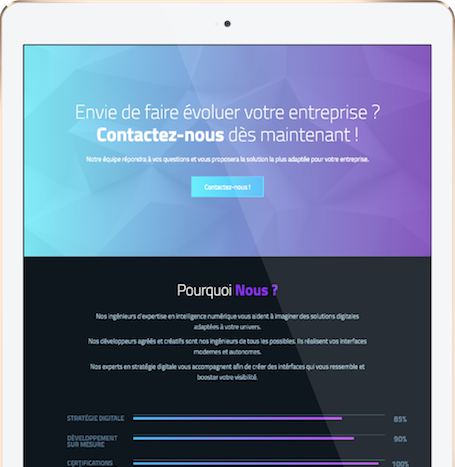 Envie de faire évoluer votre entreprise ?
Contactez-nous dès maintenant !
Notre équipe répondra à vos questions et vous proposera la solution la plus adaptée pour votre entreprise.
Contactez-nous !
Pourquoi Nous ?
Nos ingénieurs d'expertise en intelligence numérique vous aident à imaginer des solutions digitales
adaptées à votre univers.
Nos développeurs agréés et créatifs sont nos ingénieurs de tous les possibles. Ils réalisent vos interfaces
modernes et autonomes.
Nos experts en stratégie digitale vous accompagnent afin de créer des intérfaces qui vous ressemble et
booster votre visibilité.
STRATÉGIE DIGITALE 85%
DÉVELOPPEMENT 90%
SUR MESURE
CERTIFICATIONS 100%